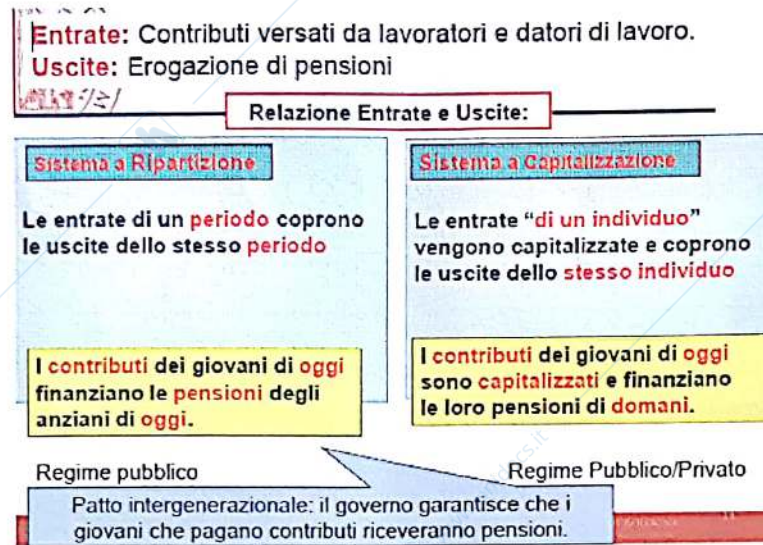 Entrate: Contributi versati da lavoratori e datori di lavoro.
Uscite: Erogazione di pensioni
Relazione Entrate e Uscite:
Sistema a Ripartizione
Le entrate di un periodo coprono
le uscite dello stesso periodo
I contributi dei giovani di oggi
finanziano le pensioni degli
anziani di oggi.
Regime pubblico
Sistema a Capitalizzazione
Le entrate “di un individuo”
vengono capitalizzate e coprono
le uscite dello stesso individuo
I contributi dei giovani di oggi
sono capitalizzati e finanziano
le loro pensioni di domani.
Regime Pubblico/Privato
Patto intergenerazionale: il governo garantisce che i
giovani che pagano contributi riceveranno pensioni.